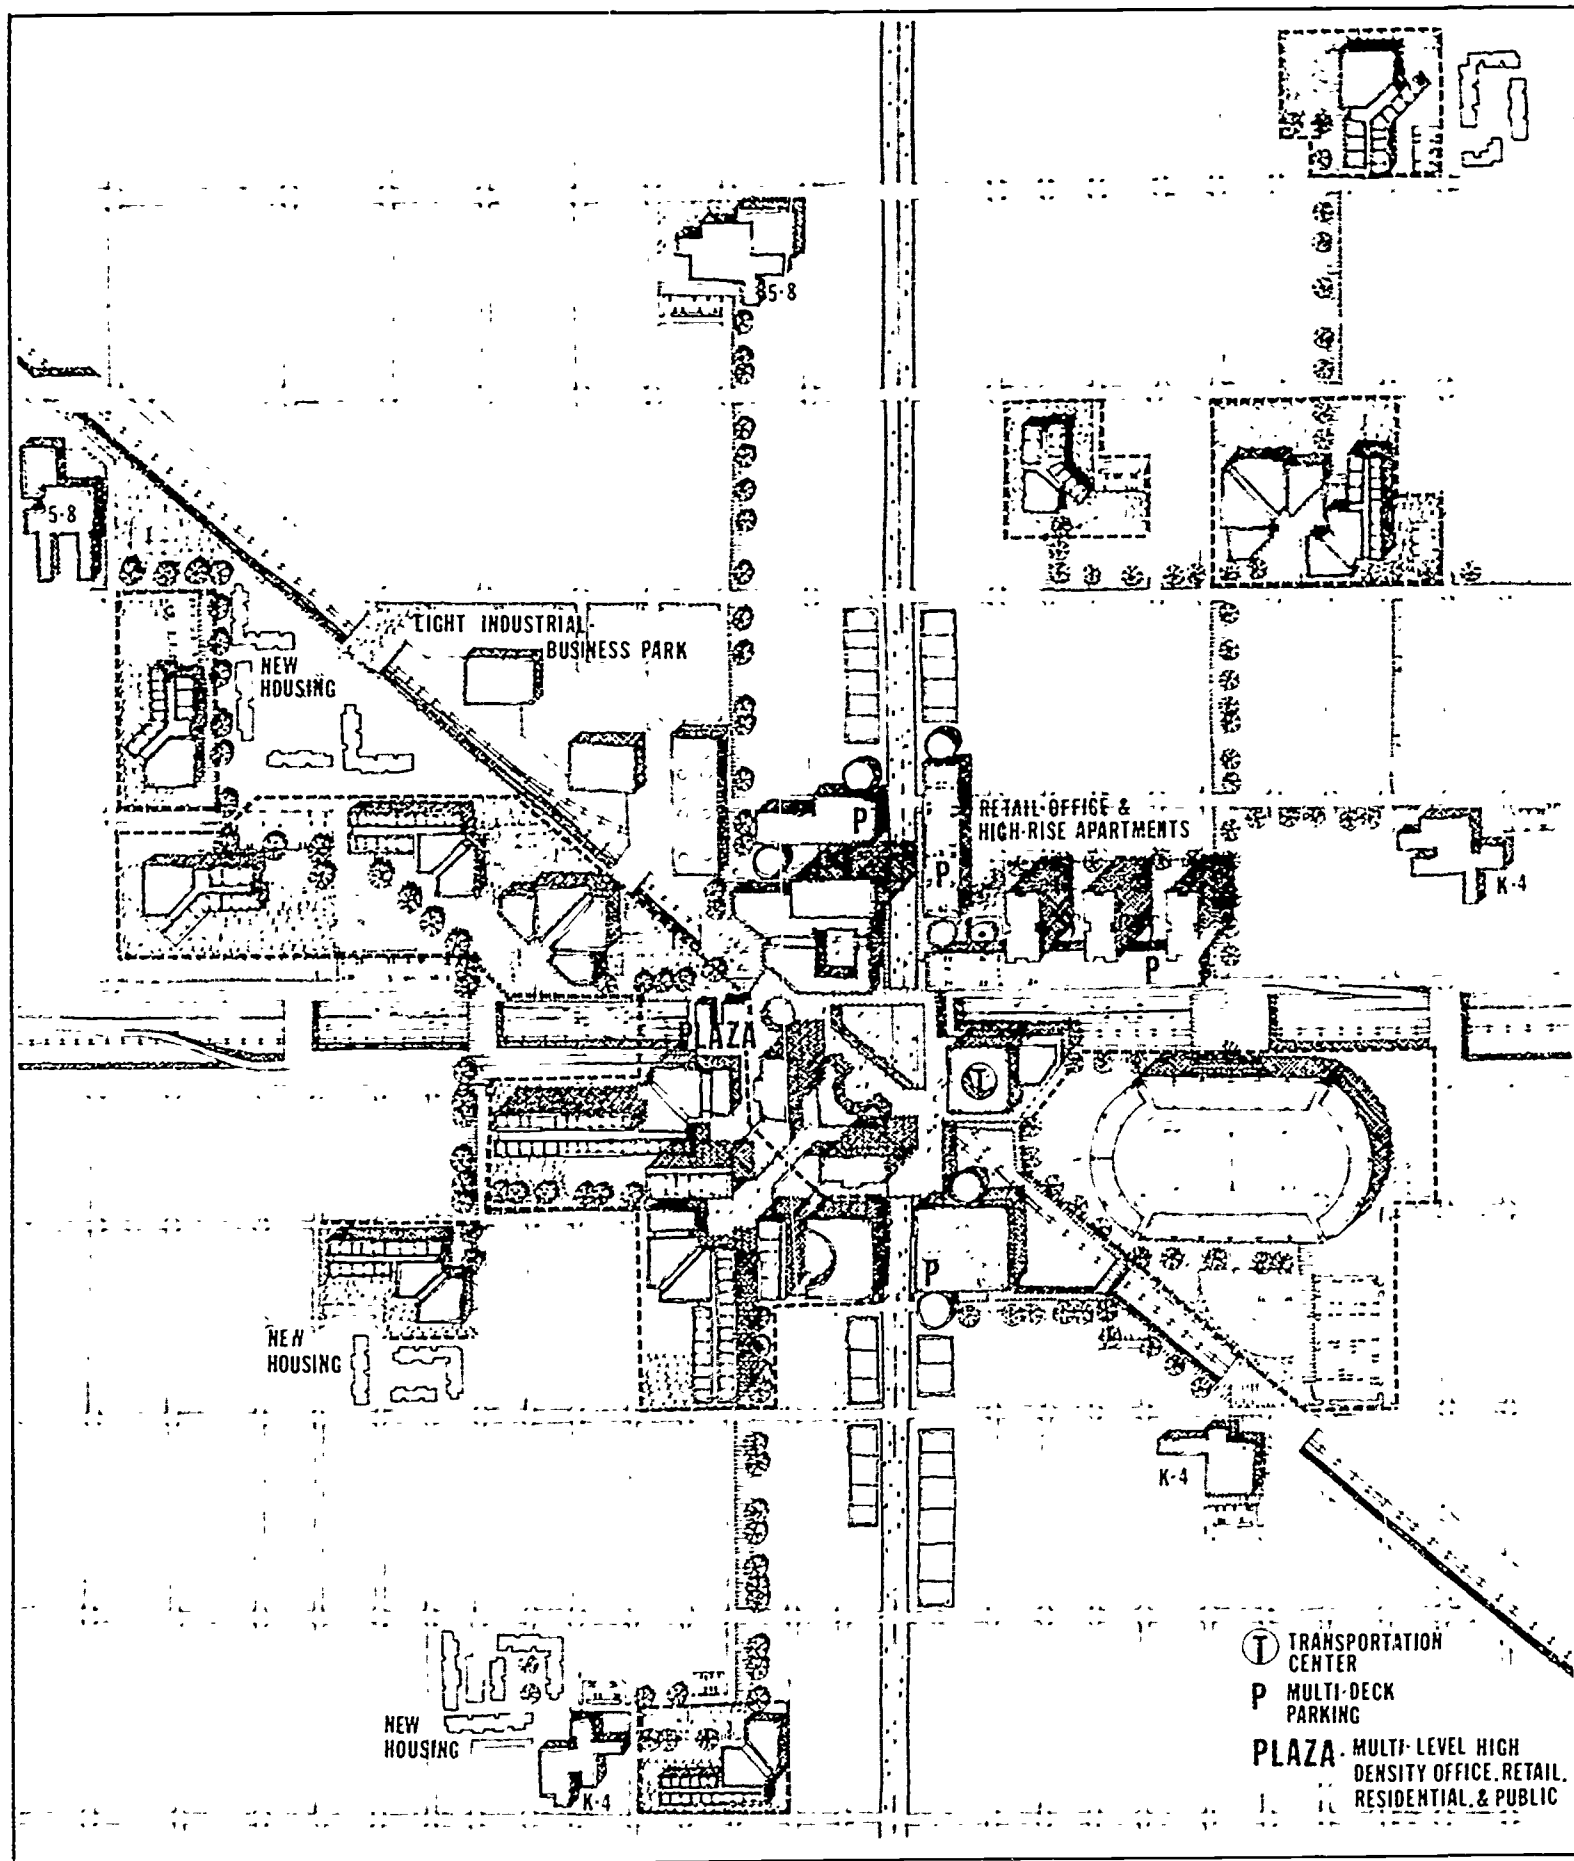 5-8
5-8
LIGHT INDUSTRIAL-
BUSINESS PARK
NEW
HOUSING
P
RETAIL-OFFICE &
HIGH-RISE APARTMENTS
P
K-4
P
PLAZA
T
P
NEW
HOUSING
K-4
T TRANSPORTATION
CENTER
P MULTI-DECK
PARKING
NEW
HOUSING
PLAZA - MULTI-LEVEL HIGH
DENSITY OFFICE, RETAIL,
RESIDENTIAL, & PUBLIC
K-4